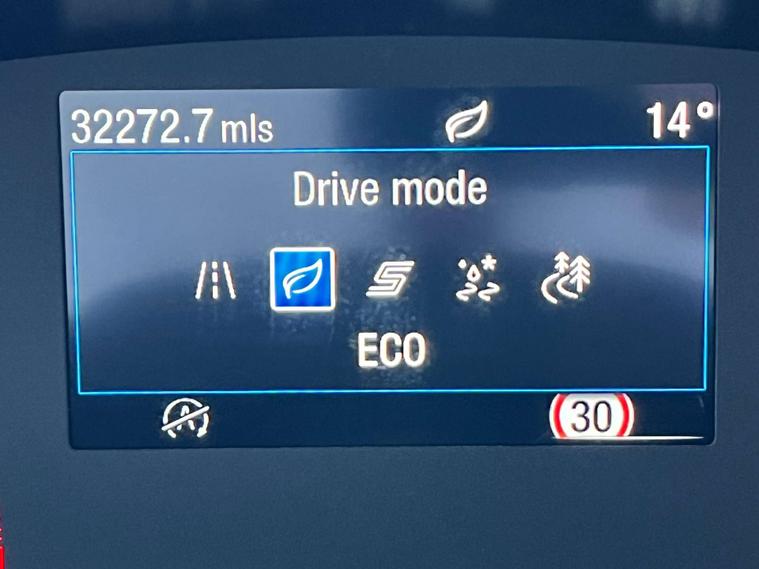 32272.7 mls 14°
Drive mode
ECO
A 30